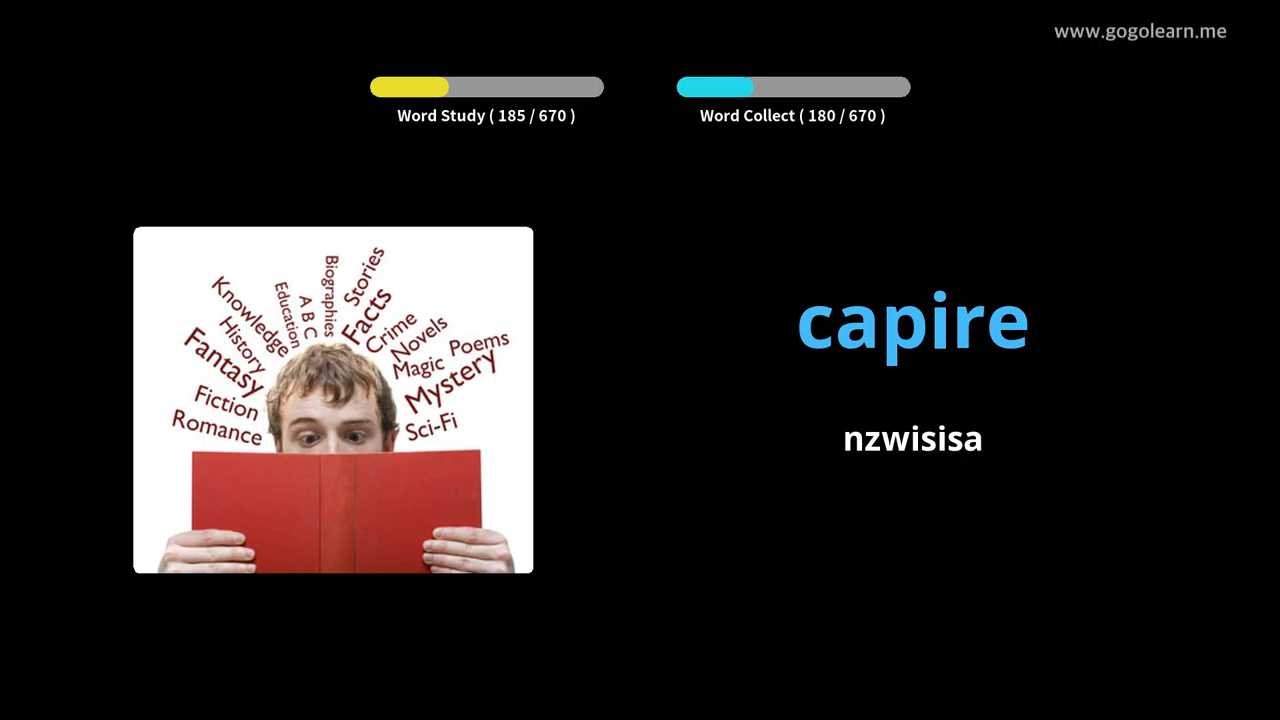 www.gogolearn.me
Word Study ( 185 / 670 )
Word Collect ( 180 / 670 )
Knowledge
Education
A B C
Biographies
Stories
Facts
History
Crime
Novels
Fantasy
Magic
Poems
Mystery
Fiction
Romance
Sci-Fi
capire
nzwisisa